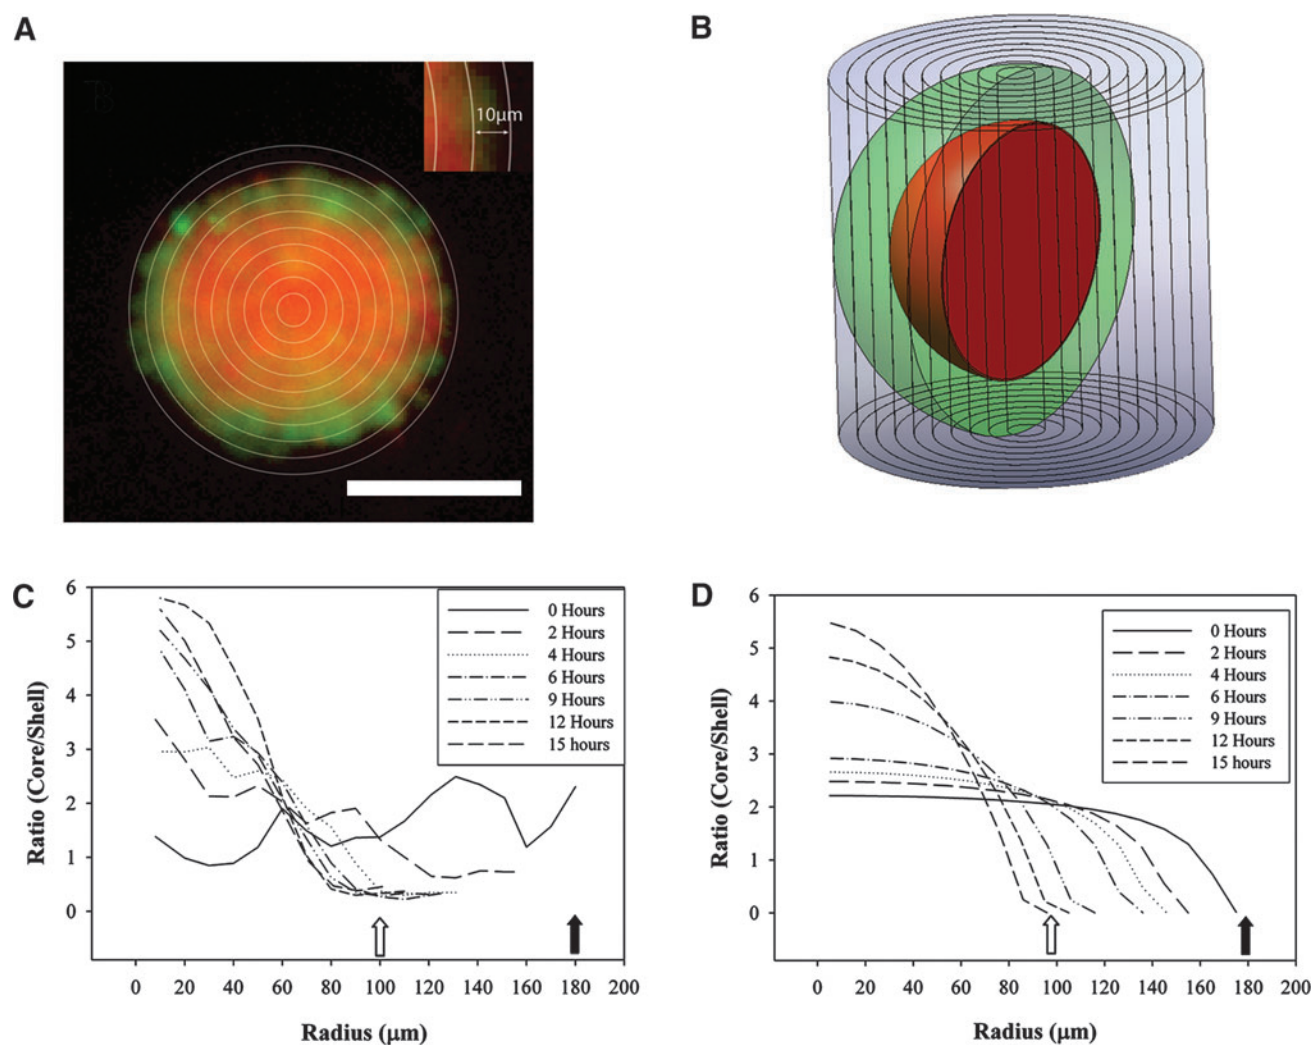 A
B
10μm
C
6
5
4
3
2
1
0
Ratio (Core/Shell)
0 Hours
2 Hours
4 Hours
6 Hours
9 Hours
12 Hours
15 hours
0 20 40 60 80 100 120 140 160 180 200
Radius (μm)
D
6
5
4
3
2
1
0
Ratio (Core/Shell)
0 Hours
2 Hours
4 Hours
6 Hours
9 Hours
12 Hours
15 hours
0 20 40 60 80 100 120 140 160 180 200
Radius (μm)